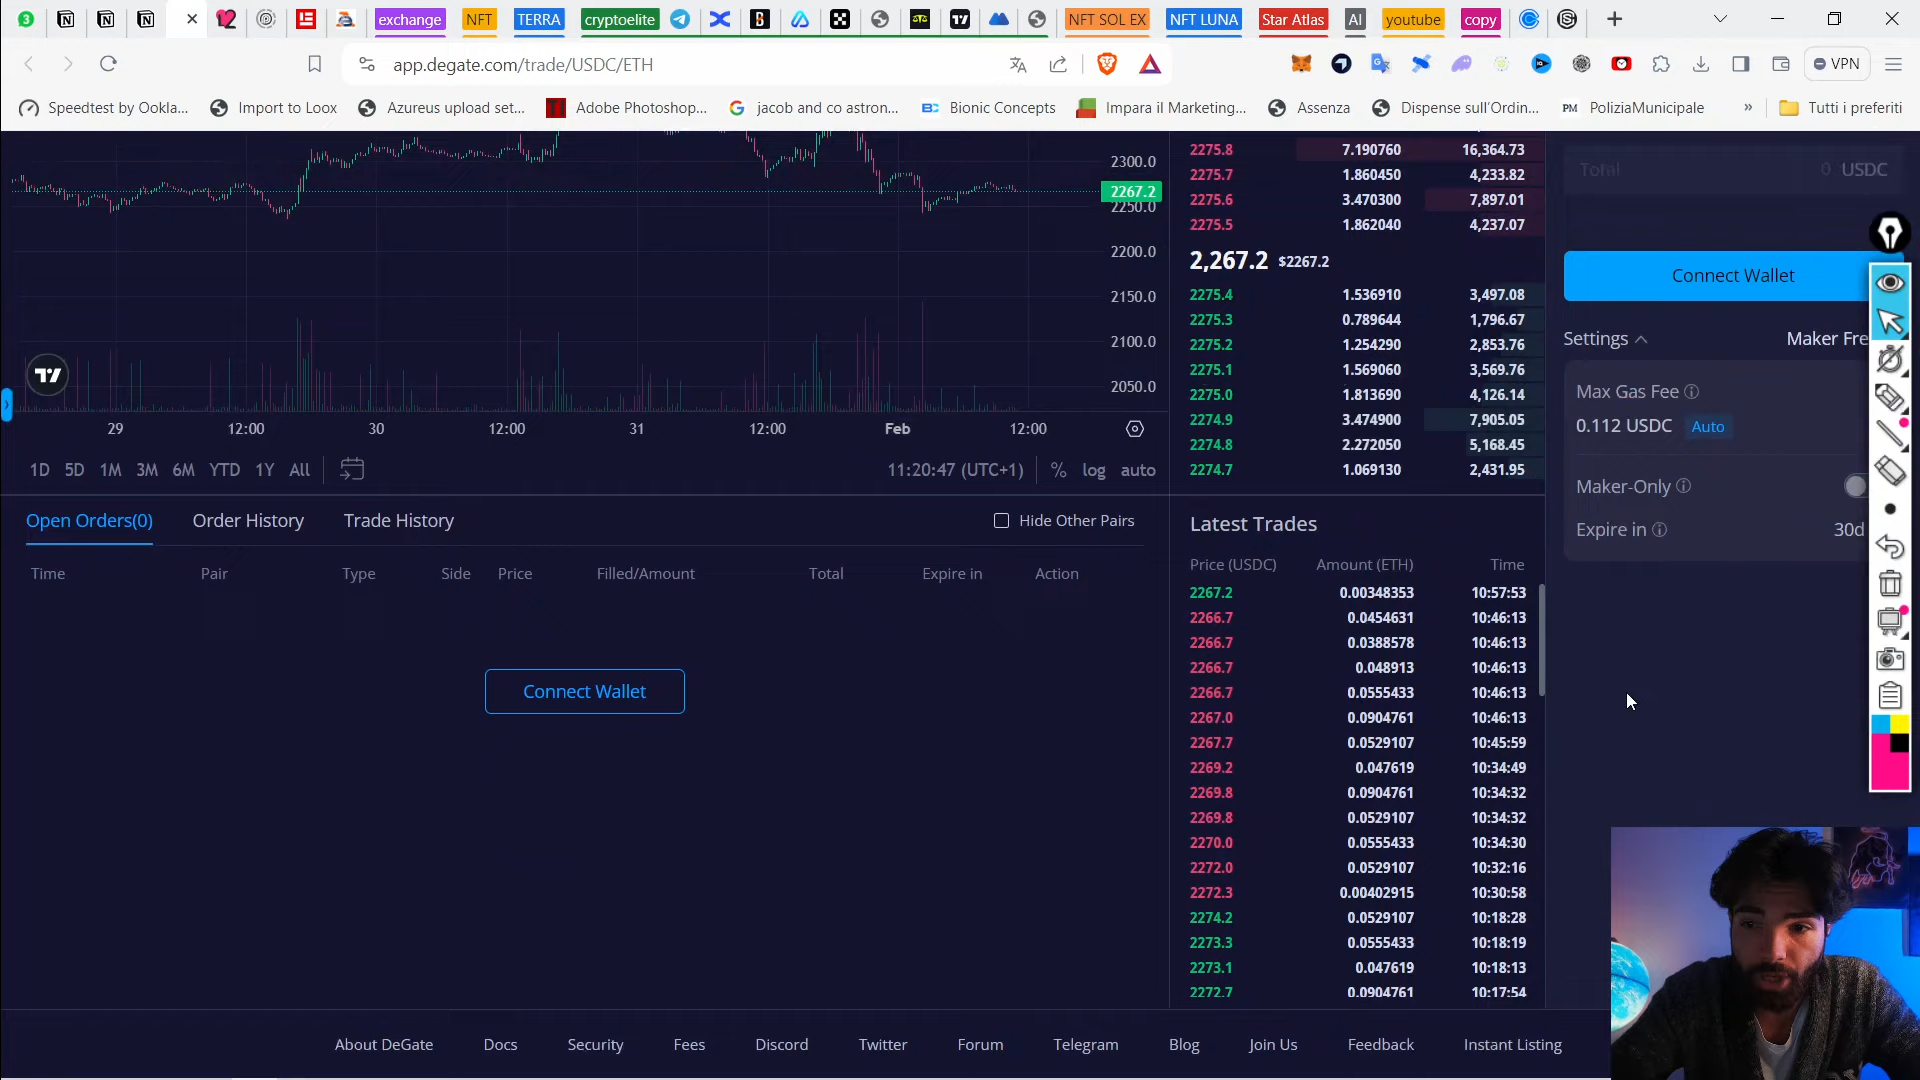 exchange NFT TERRA cryptoelite NFT SOL EX NFT LUNA Star Atlas AI youtube copy
app.degate.com/trade/USDC/ETH VPN
Speedtest by Ookla... Import to Loox Azureus upload set... Adobe Photoshop... jacob and co astron... Bionic Concepts Impara il Marketing... Assenza Dispense sull'Ordin... PM PoliziaMunicipale » Tutti i preferiti
2300.0
2267.2
2250.0
2200.0
2150.0
2100.0
2050.0
29 12:00 30 12:00 31 12:00 Feb 12:00
1D 5D 1M 3M 6M YTD 1Y All 11:20:47 (UTC+1) % log auto
2275.8 7.190760 16,364.73
2275.7 1.860450 4,233.82
2275.6 3.470300 7,897.01
2275.5 1.862040 4,237.07
2,267.2 $2267.2
2275.4 1.536910 3,497.08
2275.3 0.789644 1,796.67
2275.2 1.254290 2,853.76
2275.1 1.569060 3,569.76
2275.0 1.813690 4,126.14
2274.9 3.474900 7,905.05
2274.8 2.272050 5,168.45
2274.7 1.069130 2,431.95
Total 0 USDC
Connect Wallet
Settings Maker Fre
Max Gas Fee
0.112 USDC Auto
Maker-Only
Expire in 30d
Open Orders(0) Order History Trade History Hide Other Pairs
Time Pair Type Side Price Filled/Amount Total Expire in Action
Connect Wallet
Latest Trades
Price (USDC) Amount (ETH) Time
2267.2 0.00348353 10:57:53
2266.7 0.0454631 10:46:13
2266.7 0.0388578 10:46:13
2266.7 0.048913 10:46:13
2266.7 0.0555433 10:46:13
2267.0 0.0904761 10:46:13
2267.7 0.0529107 10:45:59
2269.2 0.047619 10:34:49
2269.8 0.0904761 10:34:32
2269.8 0.0529107 10:34:32
2270.0 0.0555433 10:34:30
2272.0 0.0529107 10:32:16
2272.3 0.00402915 10:30:58
2274.2 0.0529107 10:18:28
2273.3 0.0555433 10:18:19
2273.1 0.047619 10:18:13
2272.7 0.0904761 10:17:54
About DeGate Docs Security Fees Discord Twitter Forum Telegram Blog Join Us Feedback Instant Listing